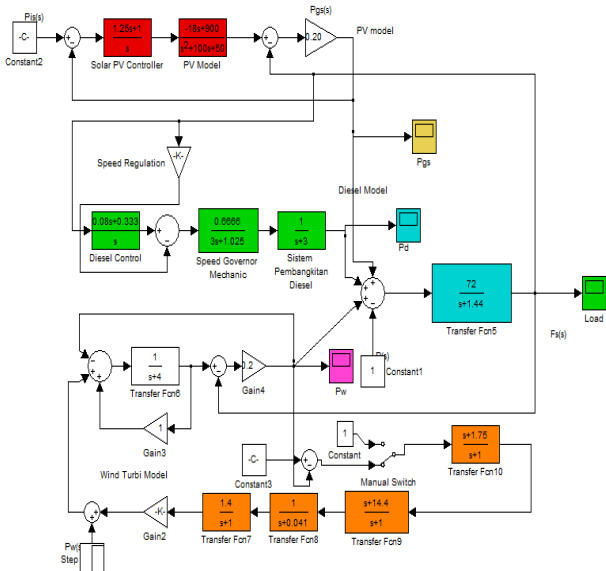 Pis(s)
Pgs(s)
PV model
-C-
Constant2
1.25s+1
s
Solar PV Controller
-18s+900
s2+100s+50
PV Model
0.20
Pgs
Speed Regulation
-K-
Diesel Model
0.08s+0.333
s
Diesel Control
0.6666
3s+1.025
Speed Governor
Mechanic
1
s+3
Sistem
Pembangkitan
Diesel
Pd
72
s+1.44
Transfer Fcn5
Fs(s)
Load
1
s+4
Transfer Fcn6
0.2
Gain4
Pw
(s)
1
Constant1
1
Gain3
Wind Turbi Model
-C-
Constant3
1
Constant
Manual Switch
s+1.75
s+1
Transfer Fcn10
Pw(s
Step
-K-
Gain2
1.4
s+1
Transfer Fcn7
1
s+0.041
Transfer Fcn8
s+14.4
s+1
Transfer Fcn9